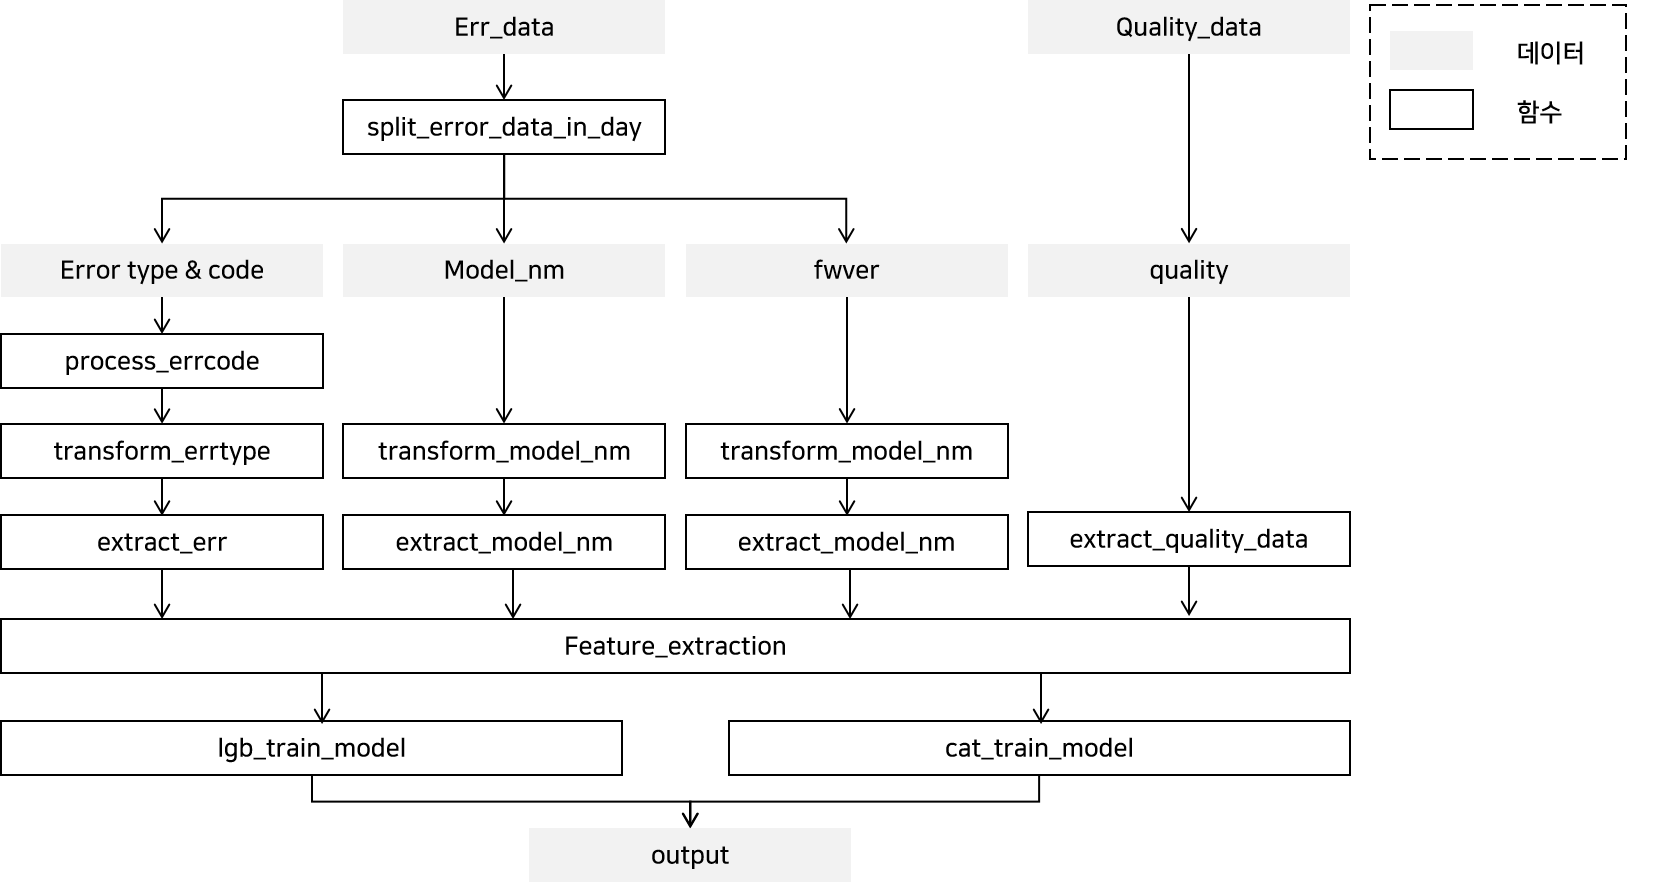 Err_data
Quality_data
데이터
함수
split_error_data_in_day
Error type & code
Model_nm
fwver
quality
process_errcode
transform_errtype
transform_model_nm
transform_model_nm
extract_err
extract_model_nm
extract_model_nm
extract_quality_data
Feature_extraction
lgb_train_model
cat_train_model
output